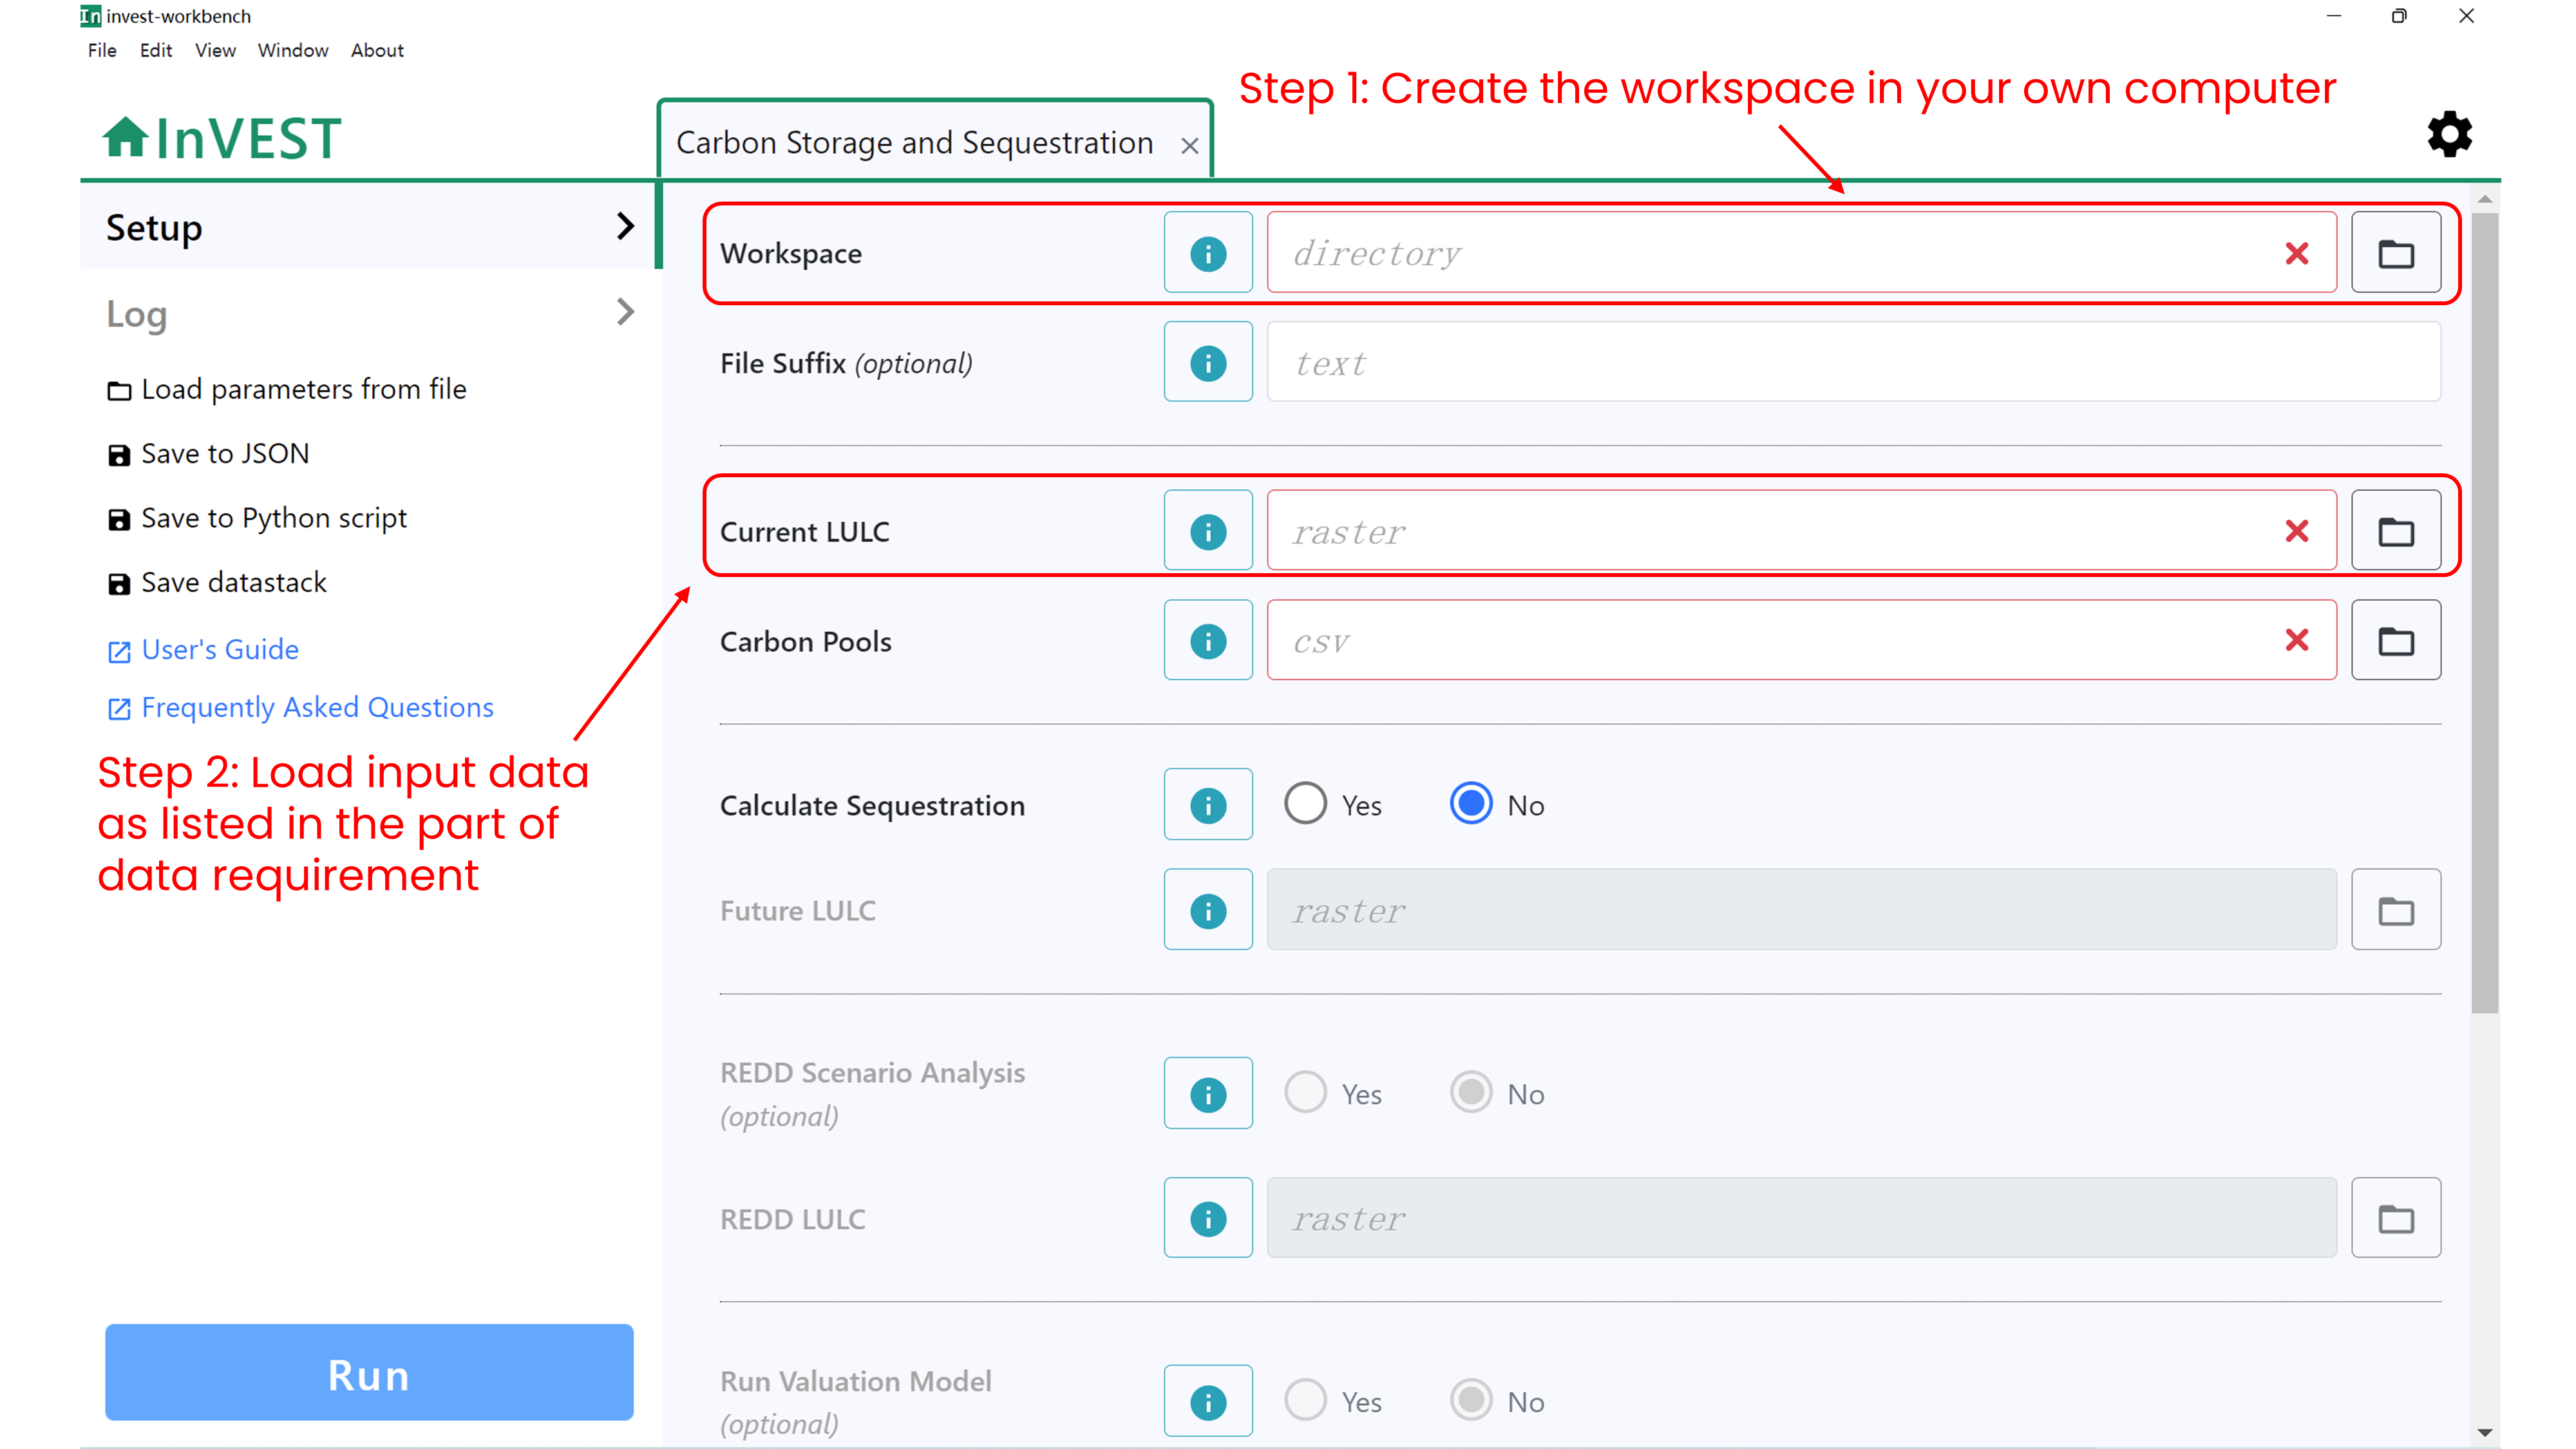 In invest-workbench
File Edit View Window About
Step 1: Create the workspace in your own computer
InVEST
Carbon Storage and Sequestration
Setup
Log
Load parameters from file
Save to JSON
Save to Python script
Save datastack
User's Guide
Frequently Asked Questions
Step 2: Load input data
as listed in the part of
data requirement
Run
Workspace directory
File Suffix (optional) text
Current LULC raster
Carbon Pools csv
Calculate Sequestration Yes No
Future LULC raster
REDD Scenario Analysis Yes No
(optional)
REDD LULC raster
Run Valuation Model Yes No
(optional)